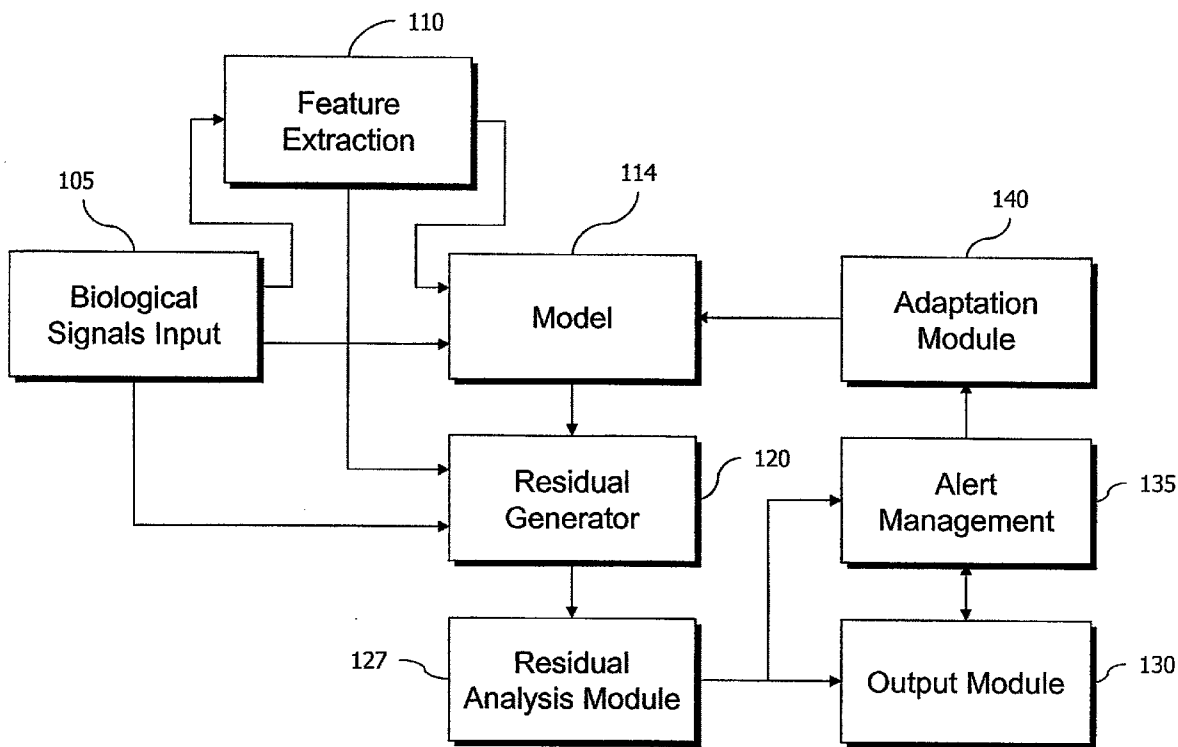 110
Feature
Extraction
105
114
140
Biological
Signals Input
Model
Adaptation
Module
120
Residual
Generator
Alert
Management
135
127
Residual
Analysis Module
Output Module
130